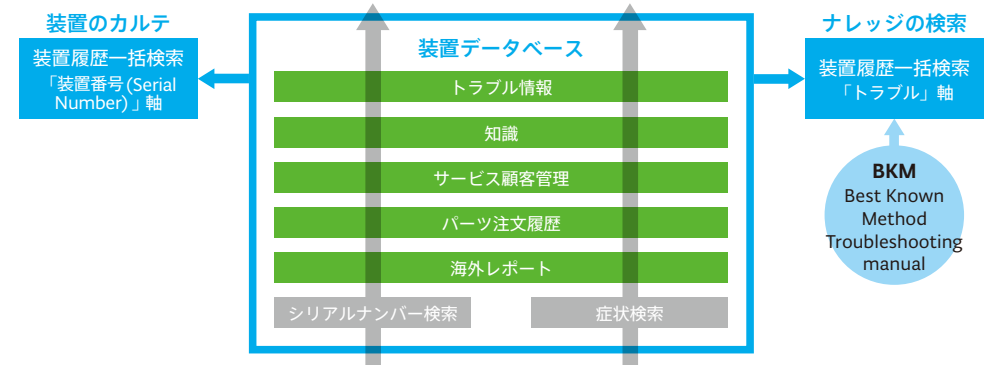 装置のカルテ
装置履歴一括検索
「装置番号(Serial
Number)」軸
装置データベース
トラブル情報
知識
サービス顧客管理
パーツ注文履歴
海外レポート
シリアルナンバー検索
症状検索
ナレッジの検索
装置履歴一括検索
「トラブル」軸
BKM
Best Known
Method
Troubleshooting
manual